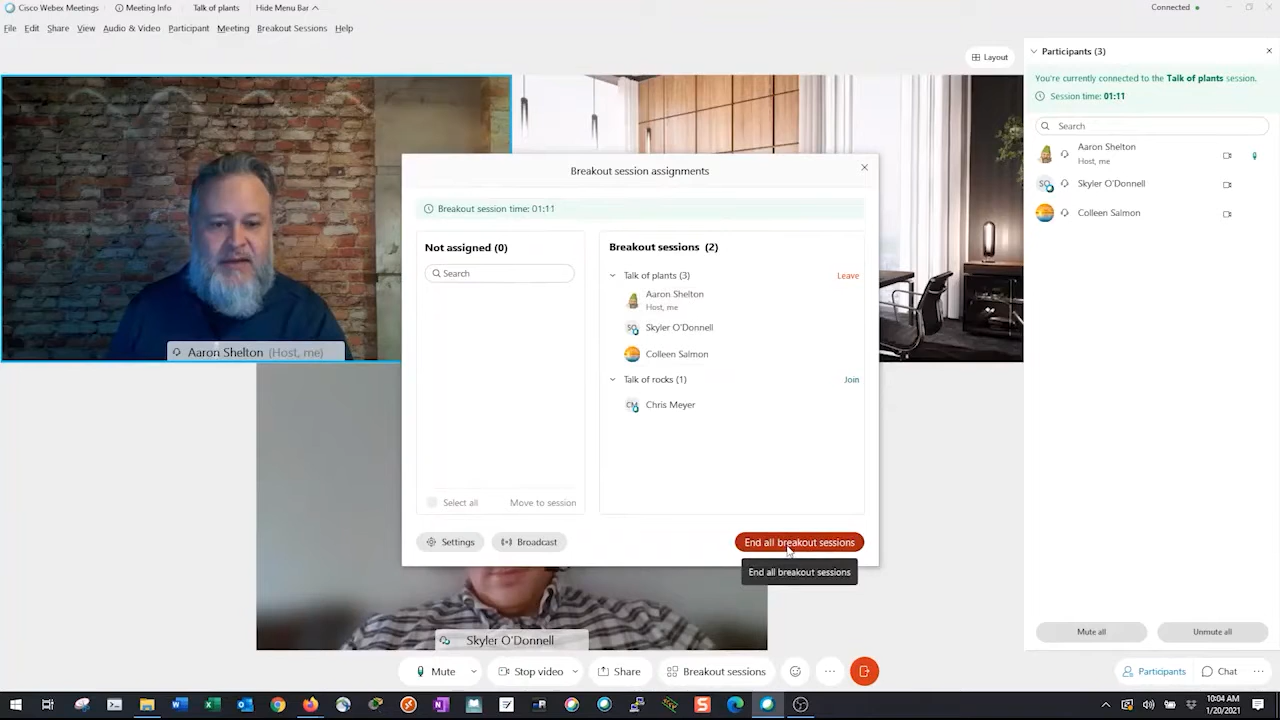 Cisco Webex Meetings
Meeting Info
Talk of plants
Hide Menu Bar
Connected
File Edit Share View Audio & Video Participant Meeting Breakout Sessions Help
Layout
Participants (3)
You're currently connected to the Talk of plants session.
Session time: 01:11
Search
Aaron Shelton
Host, me
Skyler O'Donnell
Colleen Salmon
Breakout session assignments
Breakout session time: 01:11
Not assigned (0)
Search
Select all
Move to session
Breakout sessions (2)
Talk of plants (3)
Leave
Aaron Shelton
Host, me
SO
Skyler O'Donnell
Colleen Salmon
Talk of rocks (1)
Join
CM
Chris Meyer
Settings
Broadcast
End all breakout sessions
End all breakout sessions
Aaron Shelton (Host, me)
Skyler O'Donnell
Mute all
Unmute all
Mute
Stop video
Share
Breakout sessions
Participants
Chat
10:04 AM
1/20/2021